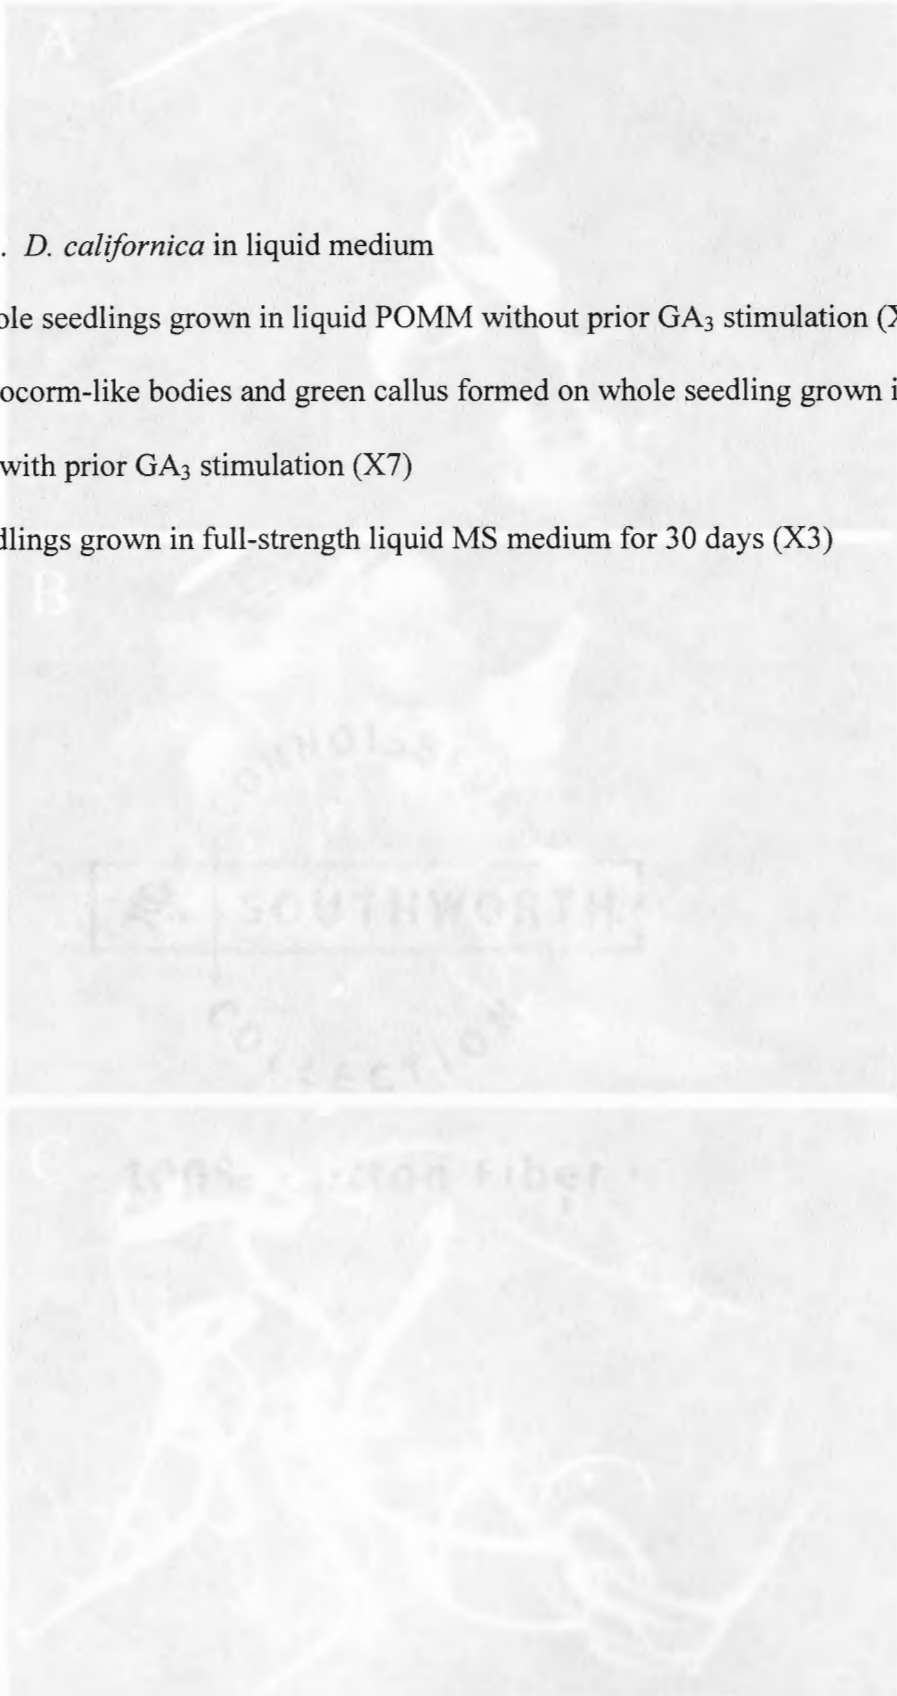 A
. D. californica in liquid medium
ole seedlings grown in liquid POMM without prior GA₃ stimulation (X
ocorm-like bodies and green callus formed on whole seedling grown i
with prior GA₃ stimulation (X7)
dlings grown in full-strength liquid MS medium for 30 days (X3)
B
CONNOISSEUR
SOUTHWORTH
COLLECTION
C
100% cotton fiber